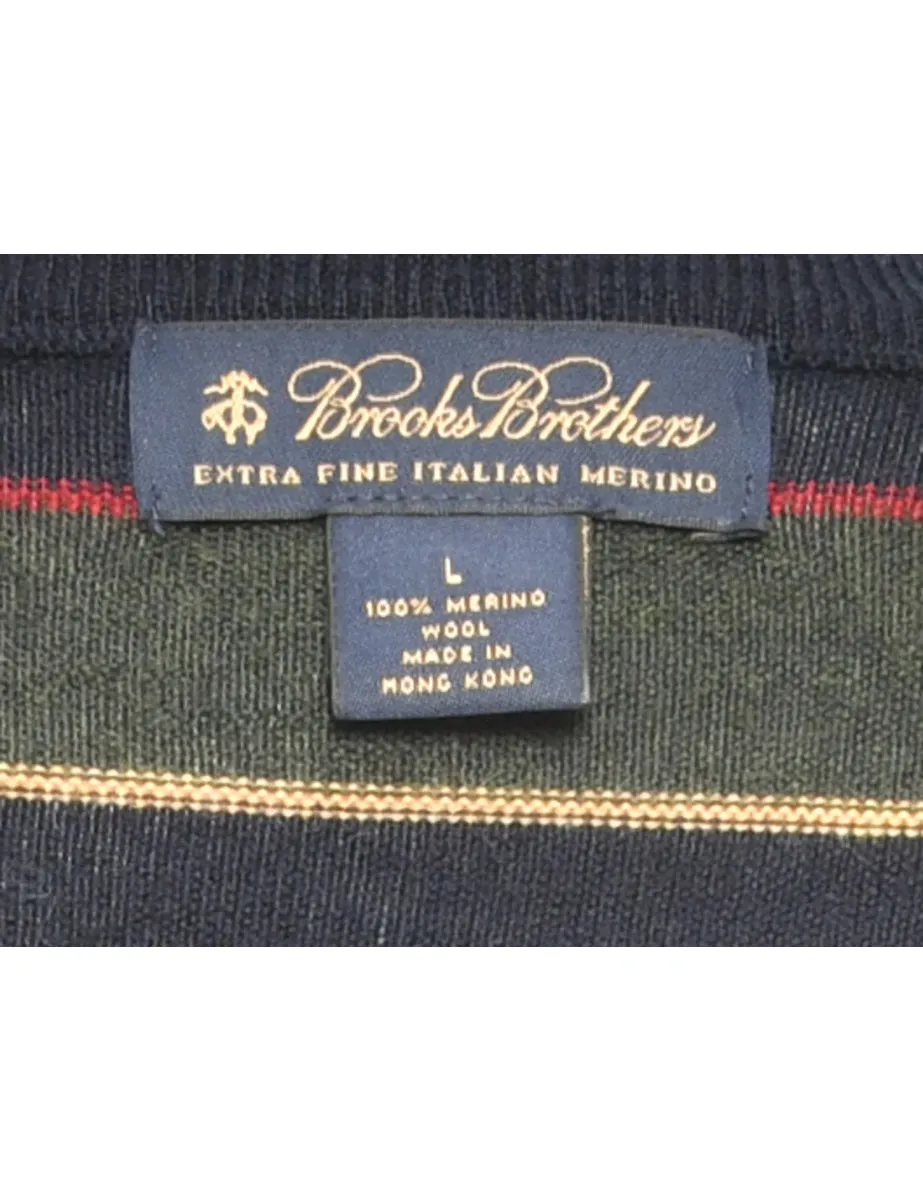 Brooks Brothers
EXTRA FINE ITALIAN MERINO
L
100% MERINO
WOOL
MADE IN
HONG KONG